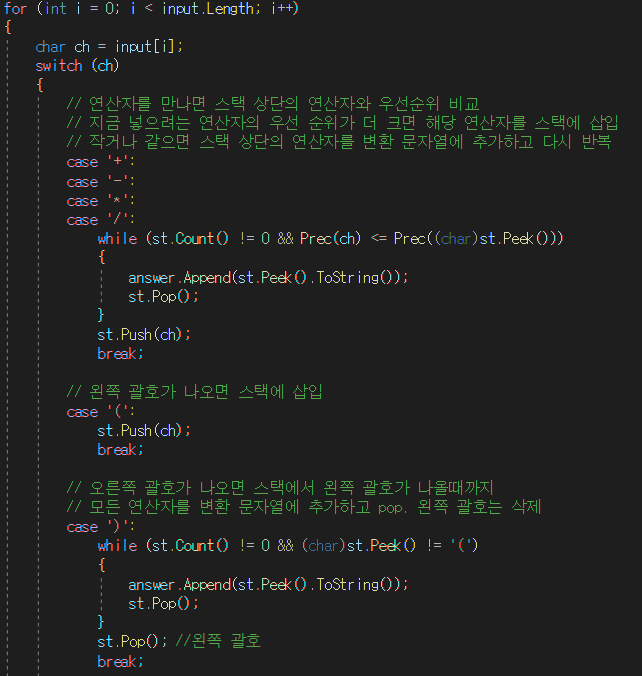 for (int i = 0; i < input.Length; i++)
{
char ch = input[i];
switch (ch)
{
// 연산자를 만나면 스택 상단의 연산자와 우선순위 비교
// 지금 넣으려는 연산자의 우선 순위가 더 크면 해당 연산자를 스택에 삽입
// 작거나 같으면 스택 상단의 연산자를 변환 문자열에 추가하고 다시 반복
case '+':
case '-':
case '*':
case '/':
while (st.Count() != 0 && Prec(ch) <= Prec((char)st.Peek()))
{
answer.Append(st.Peek().ToString());
st.Pop();
}
st.Push(ch);
break;
// 왼쪽 괄호가 나오면 스택에 삽입
case '(':
st.Push(ch);
break;
// 오른쪽 괄호가 나오면 스택에서 왼쪽 괄호가 나올때까지
// 모든 연산자를 변환 문자열에 추가하고 pop. 왼쪽 괄호는 삭제
case ')':
while (st.Count() != 0 && (char)st.Peek() != '(')
{
answer.Append(st.Peek().ToString());
st.Pop();
}
st.Pop(); //왼쪽 괄호
break;